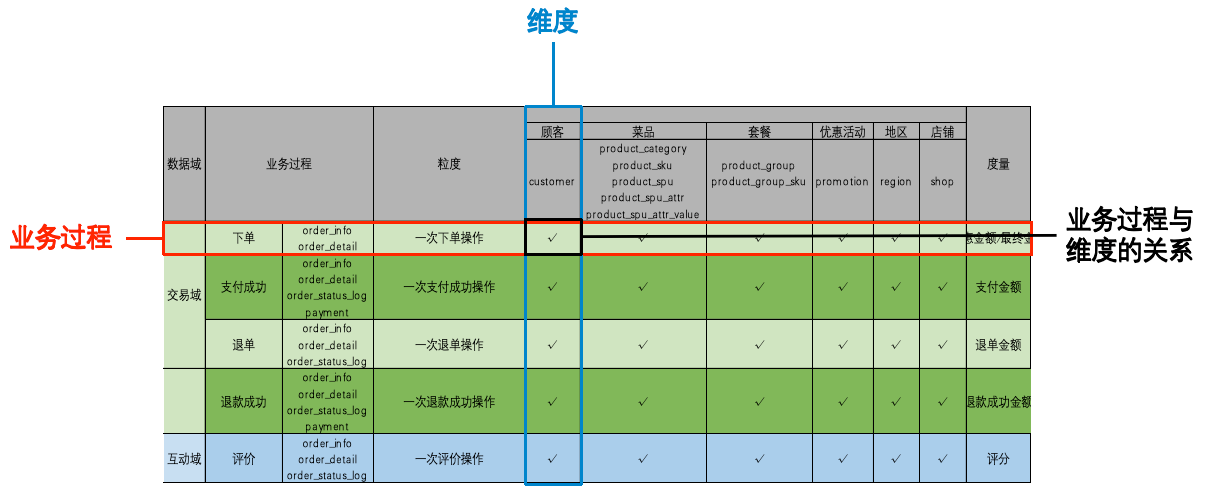 维度
数据域
业务过程
粒度
顾客
菜品
套餐
优惠活动
地区
店铺
度量
customer
product_category
product_sku
product_spu
product_spu_attr
product_spu_attr_value
product_group
product_group_sku
promotion
region
shop
业务过程
下单
order_info
order_detail
一次下单操作
✓
✓
✓
✓
✓
✓
惠金额/最终金
业务过程与
维度的关系
交易域
支付成功
order_info
order_detail
order_status_log
payment
一次支付成功操作
✓
✓
✓
✓
✓
✓
支付金额
退单
order_info
order_detail
order_status_log
一次退单操作
✓
✓
✓
✓
✓
✓
退单金额
退款成功
order_info
order_detail
order_status_log
payment
一次退款成功操作
✓
✓
✓
✓
✓
✓
退款成功金额
互动域
评价
order_info
order_detail
order_status_log
一次评价操作
✓
✓
✓
✓
✓
✓
评分